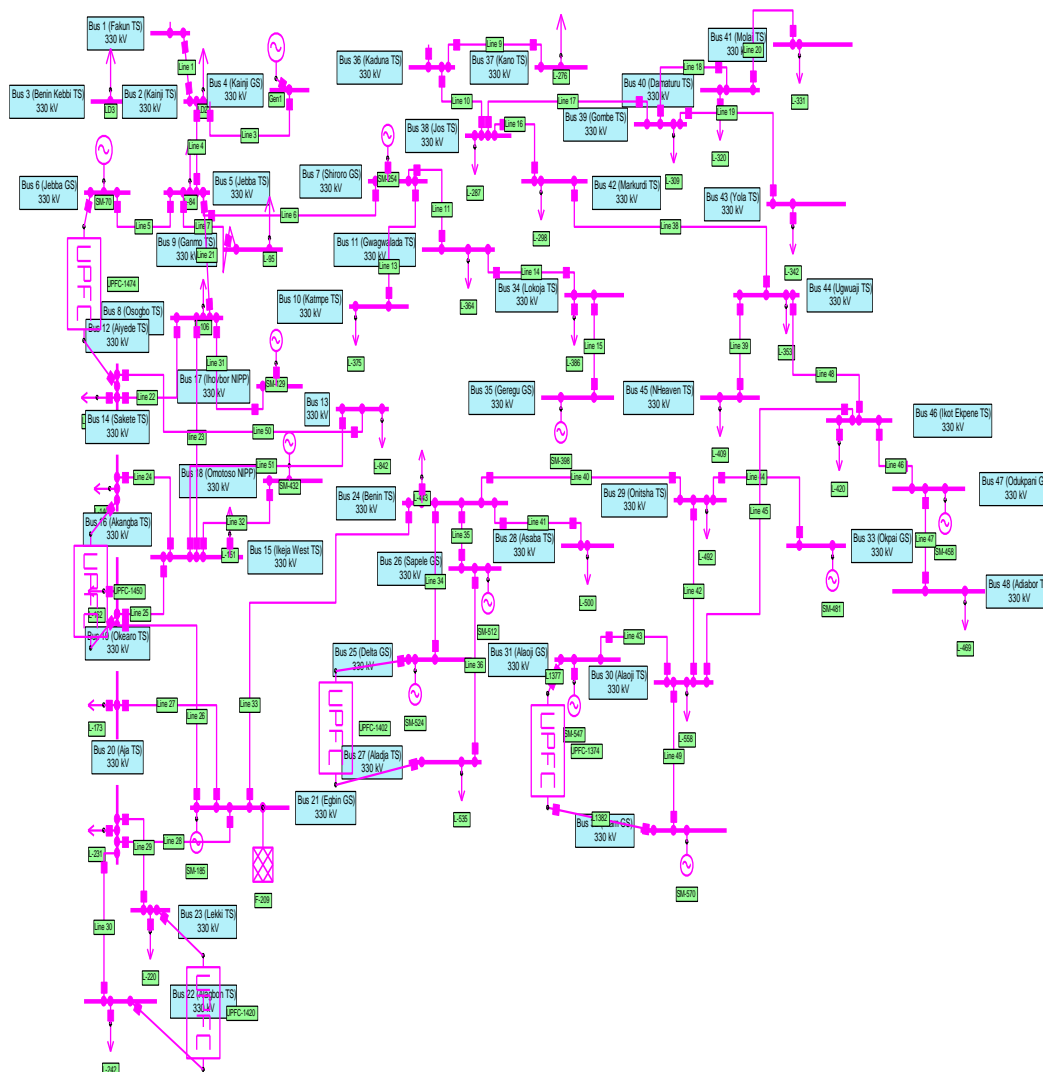 Bus 1 (Fakun TS)
330 kV
Line 1
Bus 3 (Benin Kebbi TS)
330 kV
Bus 2 (Kainji TS)
330 kV
LD3
Bus 4 (Kainji GS)
330 kV
Gen1
Line 3
Line 4
Bus 6 (Jebba GS)
330 kV
SM-70
Line 5
Bus 5 (Jebba TS)
330 kV
Line 6
Line 7
Bus 9 (Ganmo TS)
330 kV
Line 21
L-95
UPFC
UPFC-1474
Bus 8 (Osogbo TS)
330 kV
Bus 12 (Aiyede TS)
330 kV
Line 22
Bus 7 (Shiroro GS)
330 kV
SM-254
Line 11
Bus 11 (Gwagwalada TS)
330 kV
Line 13
L-364
Line 14
Bus 10 (Katmpe TS)
330 kV
L-375
Bus 34 (Lokoja TS)
330 kV
L-386
Line 15
Bus 35 (Geregu GS)
330 kV
SM-398
Bus 36 (Kaduna TS)
330 kV
Line 9
Bus 37 (Kano TS)
330 kV
L-276
Line 10
Line 16
Line 17
Bus 38 (Jos TS)
330 kV
L-287
Bus 39 (Gombe TS)
330 kV
L-309
Bus 40 (Damaturu TS)
330 kV
Line 18
Line 19
L-320
Bus 41 (Molai TS)
Line 20
L-331
Bus 42 (Markurdi TS)
330 kV
L-298
Line 38
Bus 43 (Yola TS)
330 kV
L-342
Bus 44 (Ugwuaji TS)
330 kV
L-353
Line 39
Line 48
Bus 45 (NHeaven TS)
330 kV
L-409
Bus 46 (Ikot Ekpene TS)
330 kV
L-420
Line 46
Bus 47 (Odukpani G
330 kV
SM-458
Line 47
Bus 48 (Adiabor T
330 kV
L-469
Line 31
Bus 17 (Ihovbor NIPP)
330 kV
SM-429
Bus 14 (Sakete TS)
330 kV
Line 23
Line 50
Bus 13
330 kV
L-842
Line 51
Line 24
330 kV
SM-432
Line 32
Bus 16 (Akangba TS)
330 kV
L-161
Bus 15 (Ikeja West TS)
330 kV
UPFC-1450
Line 25
330 kV
Line 27
Line 26
Line 33
L-173
Bus 20 (Aja TS)
330 kV
Bus 21 (Egbin GS)
330 kV
SM-185
F-209
L-231
Line 28
Line 29
Line 30
Bus 23 (Lekki TS)
330 kV
L-220
330 kV
UPFC
UPFC-1420
L-242
Bus 24 (Benin TS)
330 kV
Line 40
Line 41
Line 35
Line 34
Bus 26 (Sapele GS)
330 kV
SM-512
Bus 28 (Asaba TS)
330 kV
L-500
Bus 29 (Onitsha TS)
330 kV
L-492
Line 45
Bus 33 (Okpai GS)
330 kV
SM-481
Line 42
Bus 25 (Delta GS)
330 kV
SM-524
Line 36
UPFC
UPFC-1402
Bus 27 (Aladja TS)
330 kV
L-535
Bus 31 (Alaoji GS)
330 kV
L1377
Line 43
Bus 30 (Alaoji TS)
330 kV
SM-547
L-558
UPFC
UPFC-1374
Line 49
L1382
330 kV
SM-570